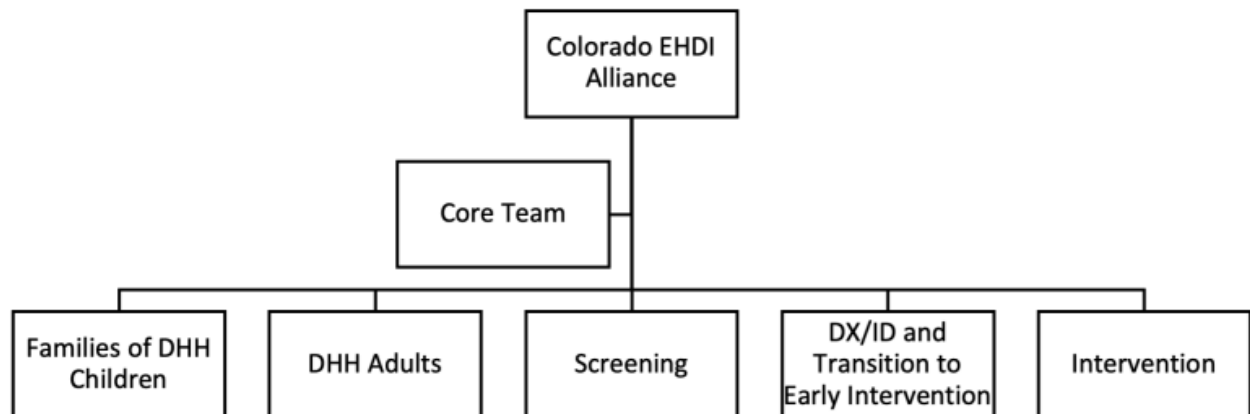 Colorado EHDI
Alliance
Core Team
Families of DHH
Children
DHH Adults
Screening
DX/ID and
Transition to
Early Intervention
Intervention